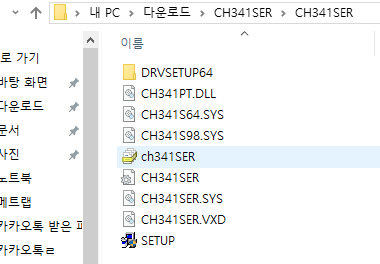 내 PC > 다운로드 > CH341SER > CH341SER
이름
로 가기
바탕 화면
다운로드
문서
사진
노트북
메트랩
카카오톡 받은 파
카카오톡ㄹ
DRVSETUP64
CH341PT.DLL
CH341S64.SYS
CH341S98.SYS
ch341SER
CH341SER
CH341SER.SYS
CH341SER.VXD
SETUP